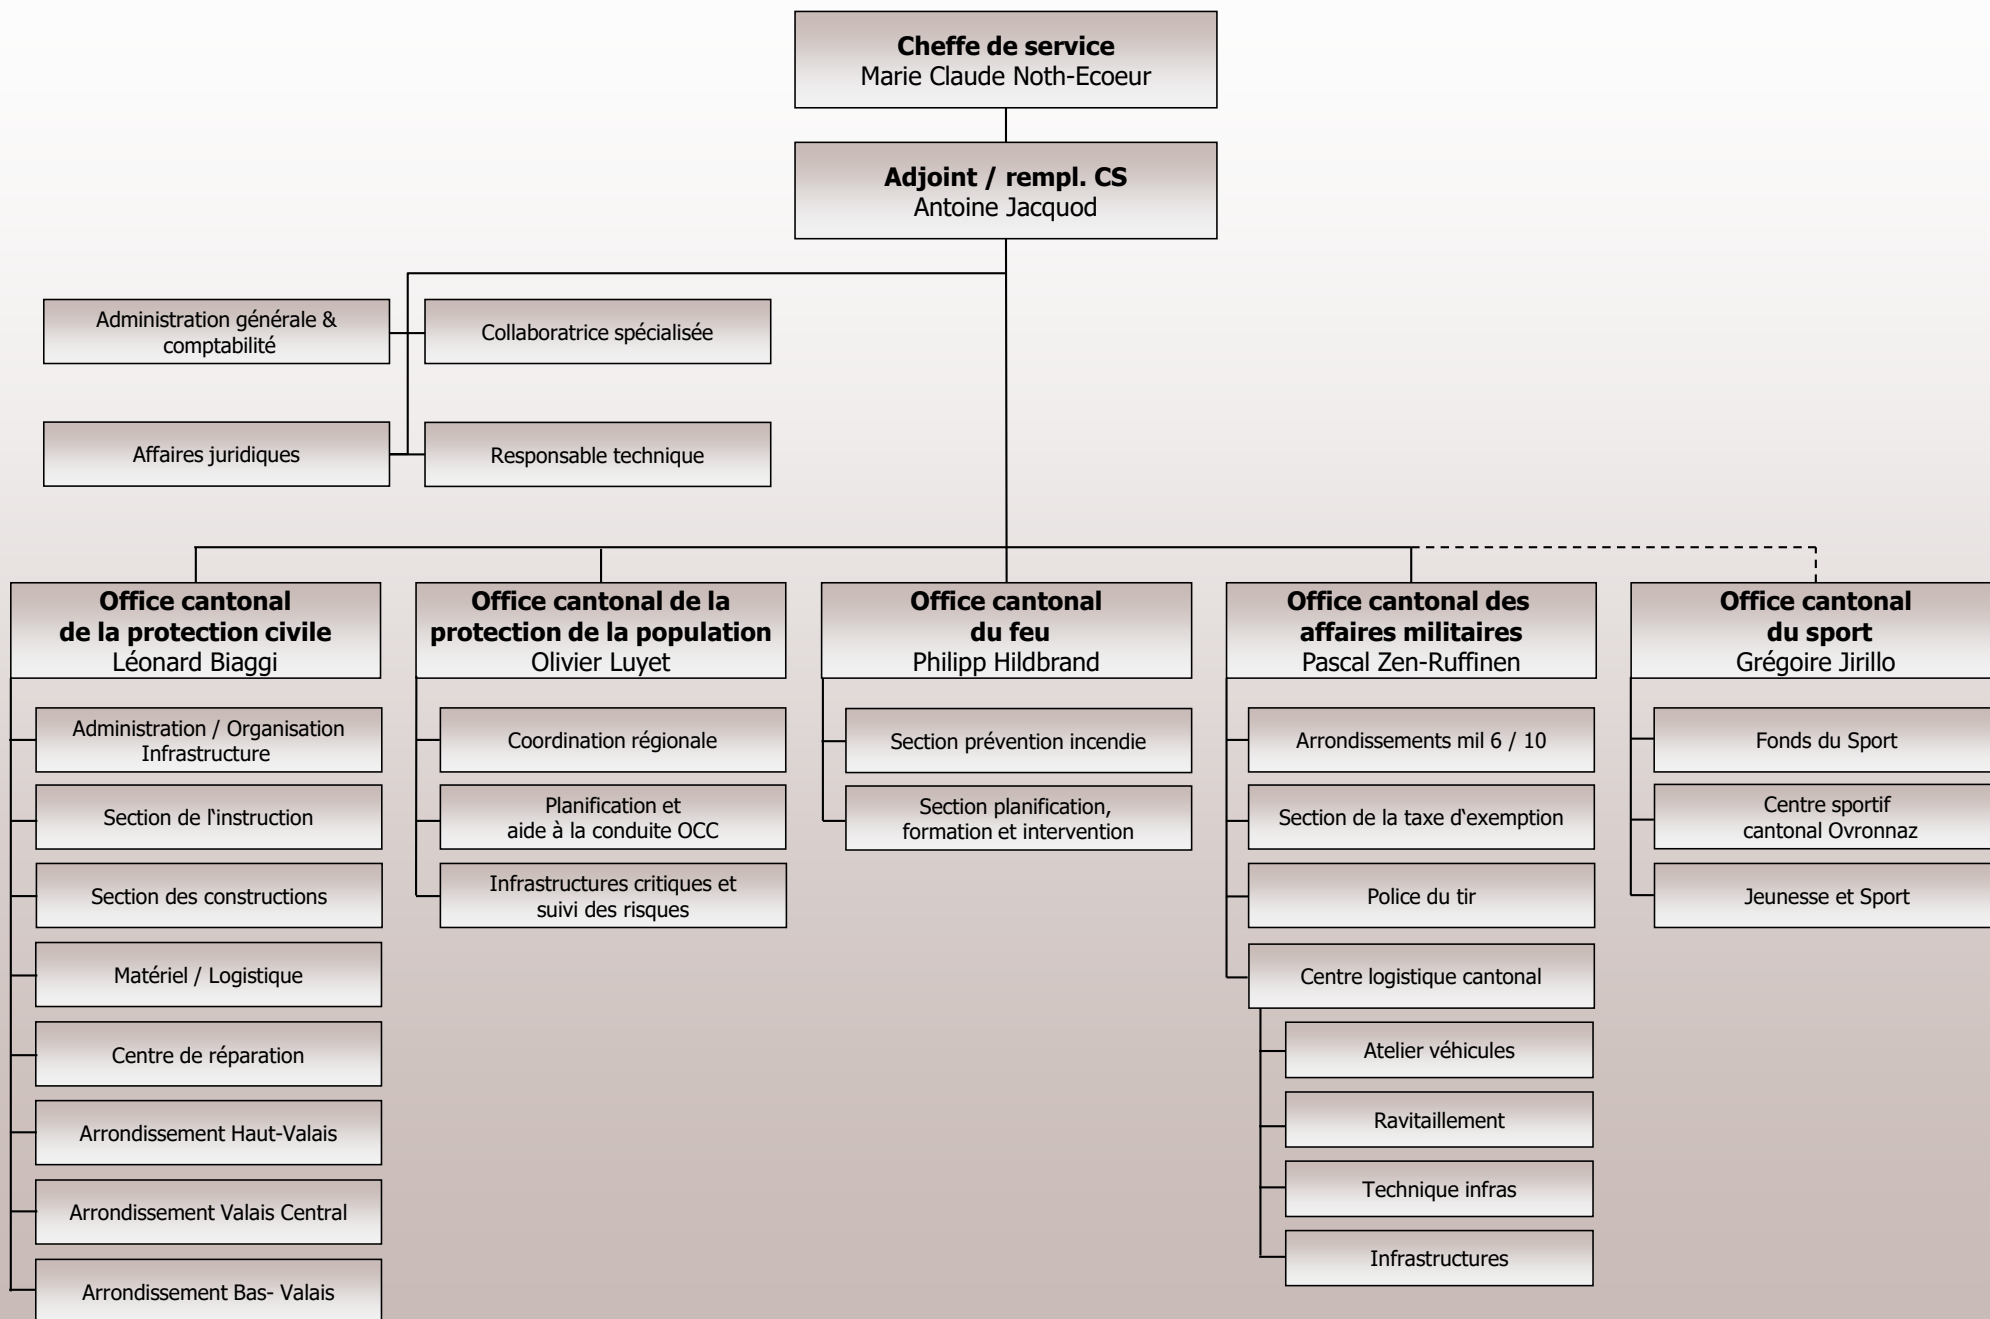 Cheffe de service
Marie Claude Noth-Ecoeur
Adjoint / rempl. CS
Antoine Jacquod
Administration générale &
comptabilité
Collaboratrice spécialisée
Affaires juridiques
Responsable technique
Office cantonal
de la protection civile
Léonard Biaggi
Administration / Organisation
Infrastructure
Section de l‘instruction
Section des constructions
Matériel / Logistique
Centre de réparation
Arrondissement Haut-Valais
Arrondissement Valais Central
Arrondissement Bas- Valais
Office cantonal de la
protection de la population
Olivier Luyet
Coordination régionale
Planification et
aide à la conduite OCC
Infrastructures critiques et
suivi des risques
Office cantonal
du feu
Philipp Hildbrand
Section prévention incendie
Section planification,
formation et intervention
Office cantonal des
affaires militaires
Pascal Zen-Ruffinen
Arrondissements mil 6 / 10
Section de la taxe d‘exemption
Police du tir
Centre logistique cantonal
Atelier véhicules
Ravitaillement
Technique infras
Infrastructures
Office cantonal
du sport
Grégoire Jirillo
Fonds du Sport
Centre sportif
cantonal Ovronnaz
Jeunesse et Sport